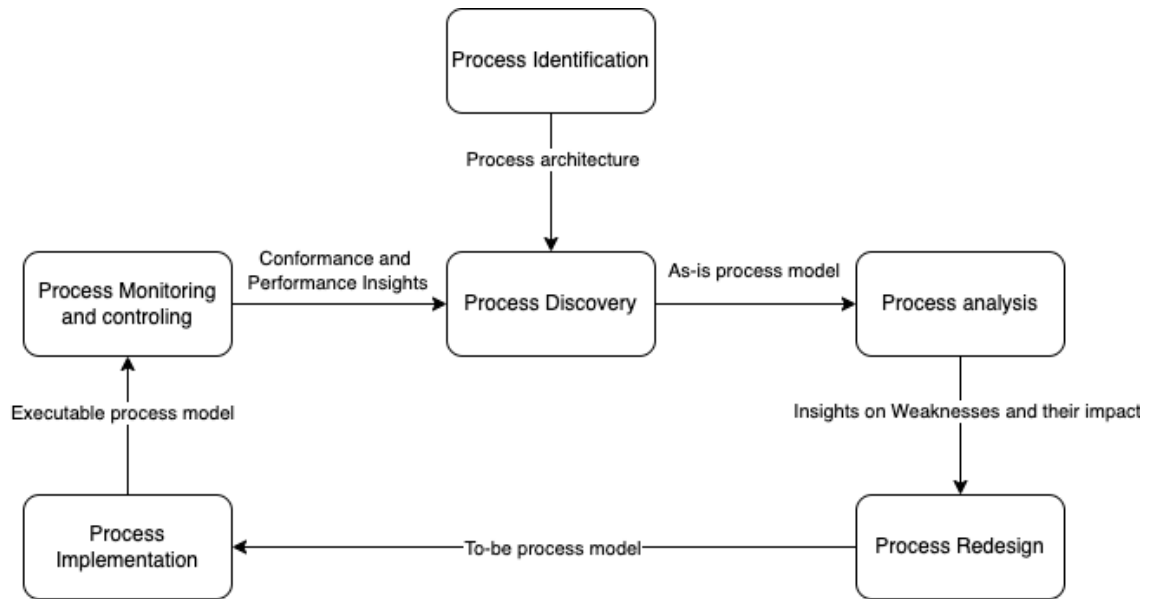 Process Identification
Process architecture
Conformance and
Performance Insights
As-is process model
Process Monitoring
and controling
Process Discovery
Process analysis
Executable process model
Insights on Weaknesses and their impact
Process
Implementation
To-be process model
Process Redesign